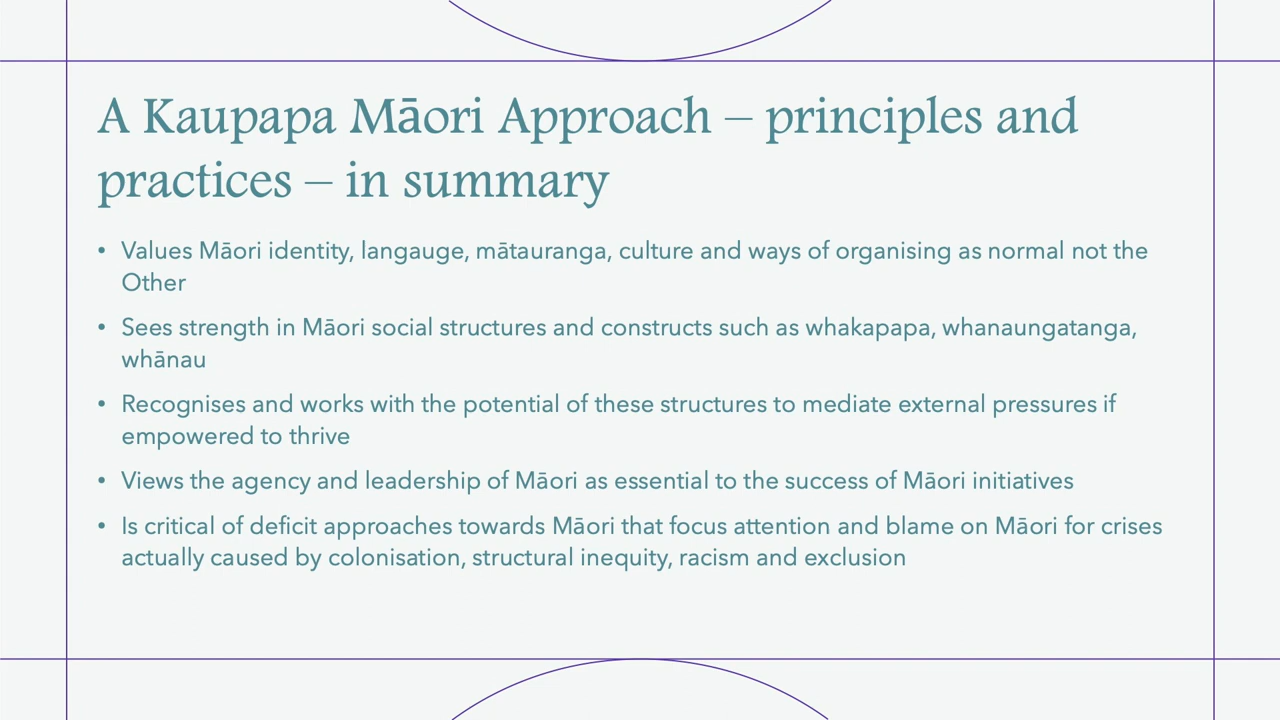 A Kaupapa Māori Approach – principles and
practices – in summary
• Values Māori identity, langauge, mātauranga, culture and ways of organising as normal not the
Other
• Sees strength in Māori social structures and constructs such as whakapapa, whanaungatanga,
whānau
• Recognises and works with the potential of these structures to mediate external pressures if
empowered to thrive
• Views the agency and leadership of Māori as essential to the success of Māori initiatives
• Is critical of deficit approaches towards Māori that focus attention and blame on Māori for crises
actually caused by colonisation, structural inequity, racism and exclusion